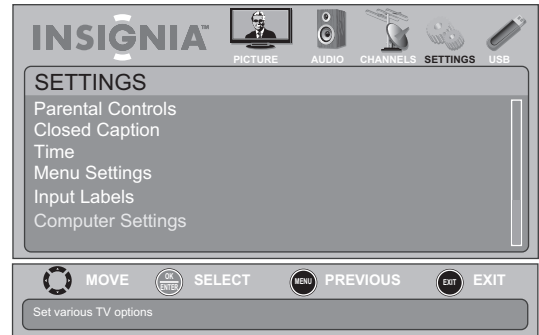 INSIGNIA™
PICTURE AUDIO CHANNELS SETTINGS USB
SETTINGS
Parental Controls
Closed Caption
Time
Menu Settings
Input Labels
Computer Settings
MOVE OK ENTER SELECT MENU PREVIOUS EXIT EXIT
Set various TV options